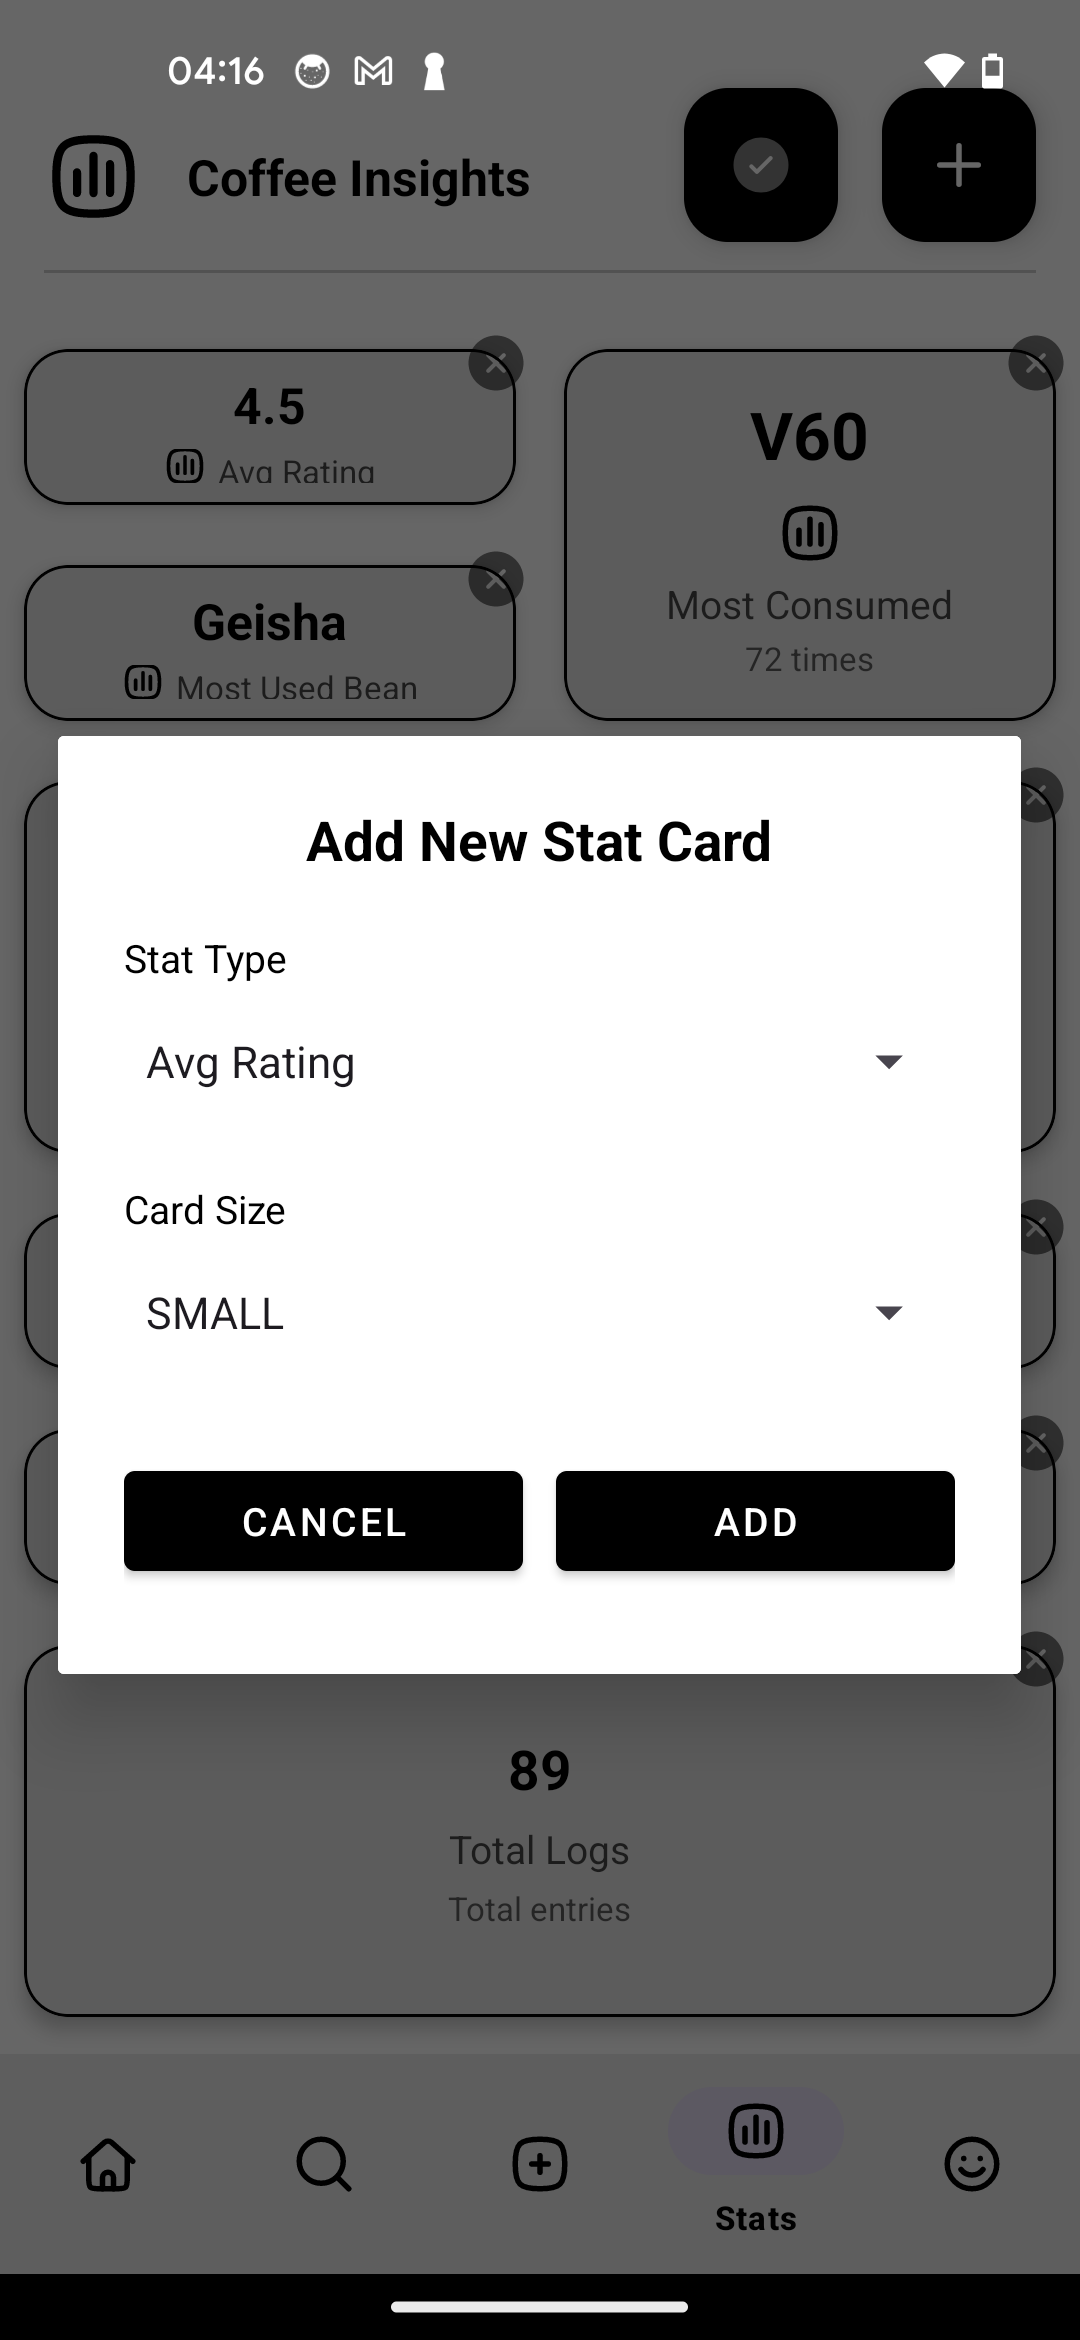 04:16
Coffee Insights
4.5
Avg Rating
V60
Most Consumed
72 times
Geisha
Most Used Bean
Add New Stat Card
Stat Type
Avg Rating
Card Size
SMALL
CANCEL
ADD
89
Total Logs
Total entries
Stats